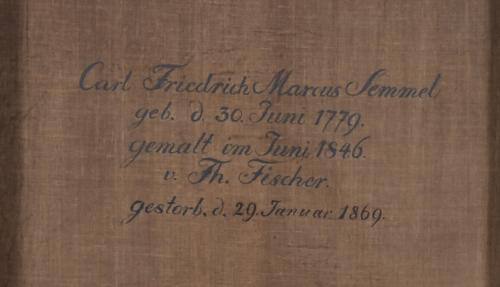 Carl Friedrich Marcus Semmel
geb. d. 30. Juni 1779.
gemalt im Juni 1846.
v. Th. Fischer.
gestorb. d. 29. Januar 1869.